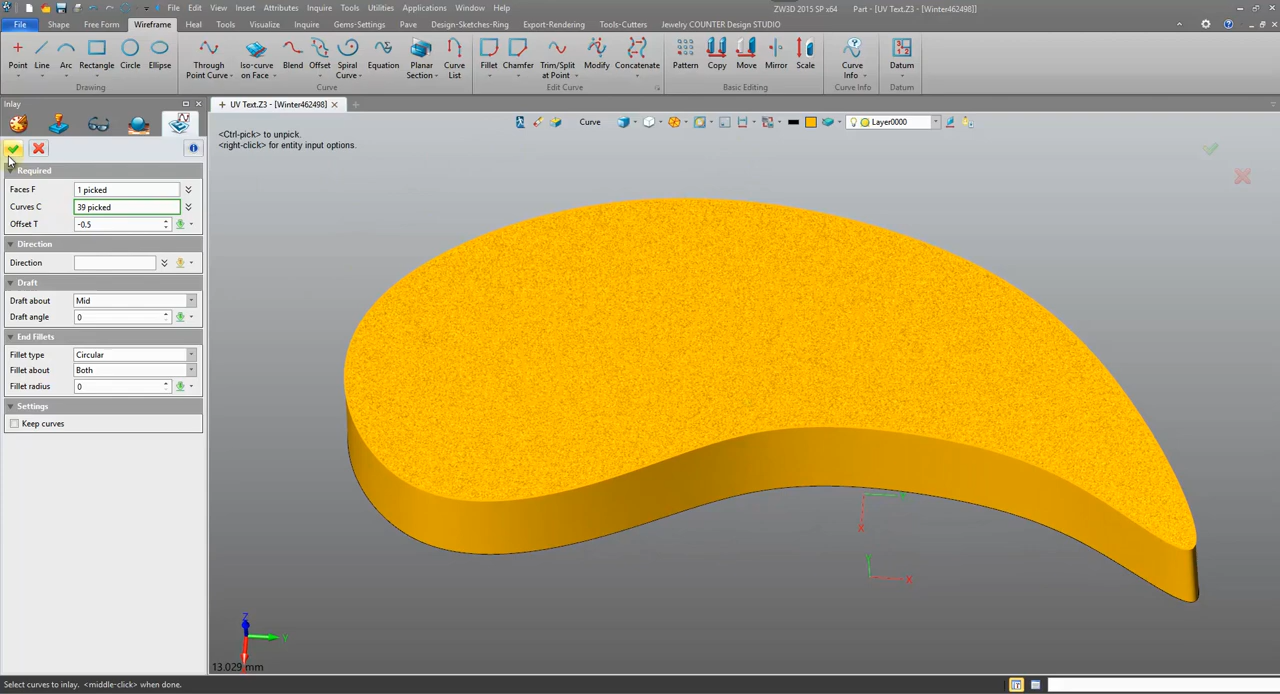 ZW3D 2015 SP x64
Part - [UV Text.Z3 - [Winter462498]]
File Edit View Insert Attributes Inquire Tools Utilities Applications Window Help
File Shape Free Form Wireframe Heal Tools Visualize Inquire Gems-Settings Pave Design-Sketches-Ring Export-Rendering Tools-Cutters Jewelry COUNTER Design STUDIO
Point Line Arc Rectangle Circle Ellipse
Through Point Curve
Iso-curve on Face
Blend Offset
Spiral Curve
Equation
Planar Section
Curve List
Fillet Chamfer
Trim/Split at Point
Modify Concatenate
Pattern Copy Move Mirror Scale
Curve Info
Datum
Drawing Curve Edit Curve Basic Editing Curve Info Datum
Inlay
UV Text.Z3 - [Winter462498]
<Ctrl-pick> to unpick.
<right-click> for entity input options.
Curve
Layer0000
Required
Faces F 1 picked
Curves C 39 picked
Offset T -0.5
Direction
Direction
Draft
Draft about Mid
Draft angle 0
End Fillets
Fillet type Circular
Fillet about Both
Fillet radius 0
Settings
Keep curves
X
Y
X
Z
Y
13.029 mm
Select curves to inlay. <middle-click> when done.